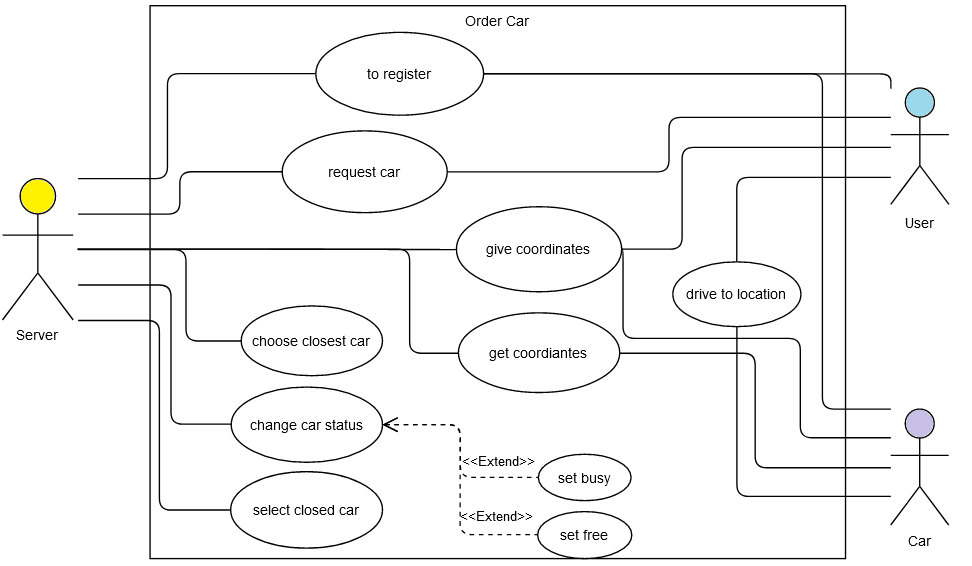 Order Car
to register
request car
give coordinates
User
drive to location
Server
choose closest car
get coordiantes
change car status
<<Extend>>
set busy
select closed car
<<Extend>>
set free
Car